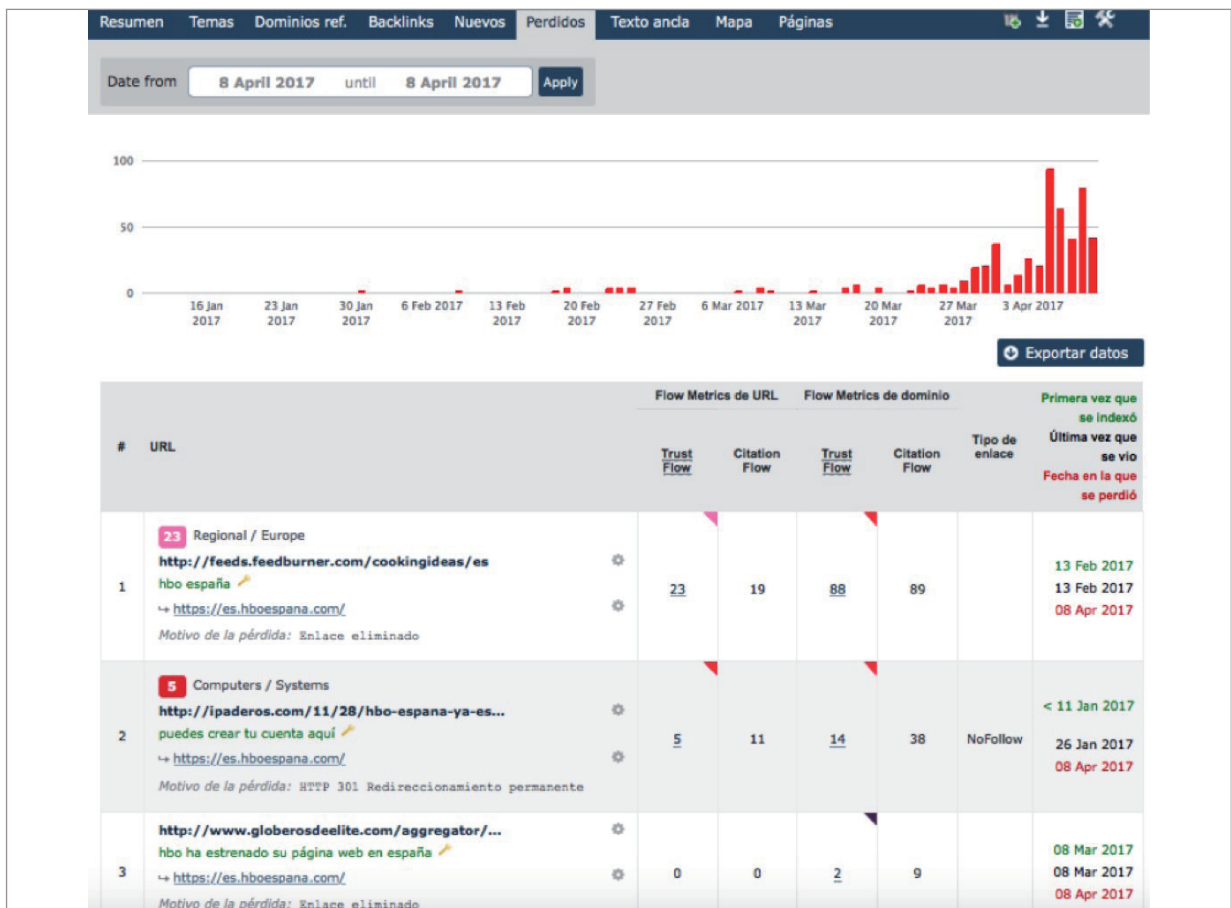 Resumen Temas Dominios ref. Backlinks Nuevos Perdidos Texto ancla Mapa Páginas
Date from 8 April 2017 until 8 April 2017 Apply
100
50
0
16 Jan 2017
23 Jan 2017
30 Jan 2017
6 Feb 2017
13 Feb 2017
20 Feb 2017
27 Feb 2017
6 Mar 2017
13 Mar 2017
20 Mar 2017
27 Mar 2017
3 Apr 2017
Exportar datos
Flow Metrics de URL Flow Metrics de dominio
# URL
Trust Flow
Citation Flow
Trust Flow
Citation Flow
Tipo de enlace
Primera vez que se indexó
Última vez que se vio
Fecha en la que se perdió
23 Regional / Europe
http://feeds.feedburner.com/cookingideas/es
1 hbo españa 23 19 88 89
↪ https://es.hboespana.com/
Motivo de la pérdida: Enlace eliminado
13 Feb 2017
13 Feb 2017
08 Apr 2017
5 Computers / Systems
http://ipaderos.com/11/28/hbo-espana-ya-es...
2 puedes crear tu cuenta aquí 5 11 14 38 NoFollow
↪ https://es.hboespana.com/
Motivo de la pérdida: HTTP 301 Redireccionamiento permanente
< 11 Jan 2017
26 Jan 2017
08 Apr 2017
http://www.globerosdeelite.com/aggregator/...
hbo ha estrenado su página web en españa
3 ↪ https://es.hboespana.com/ 0 0 2 9
Motivo de la pérdida: Enlace eliminado
08 Mar 2017
08 Mar 2017
08 Apr 2017